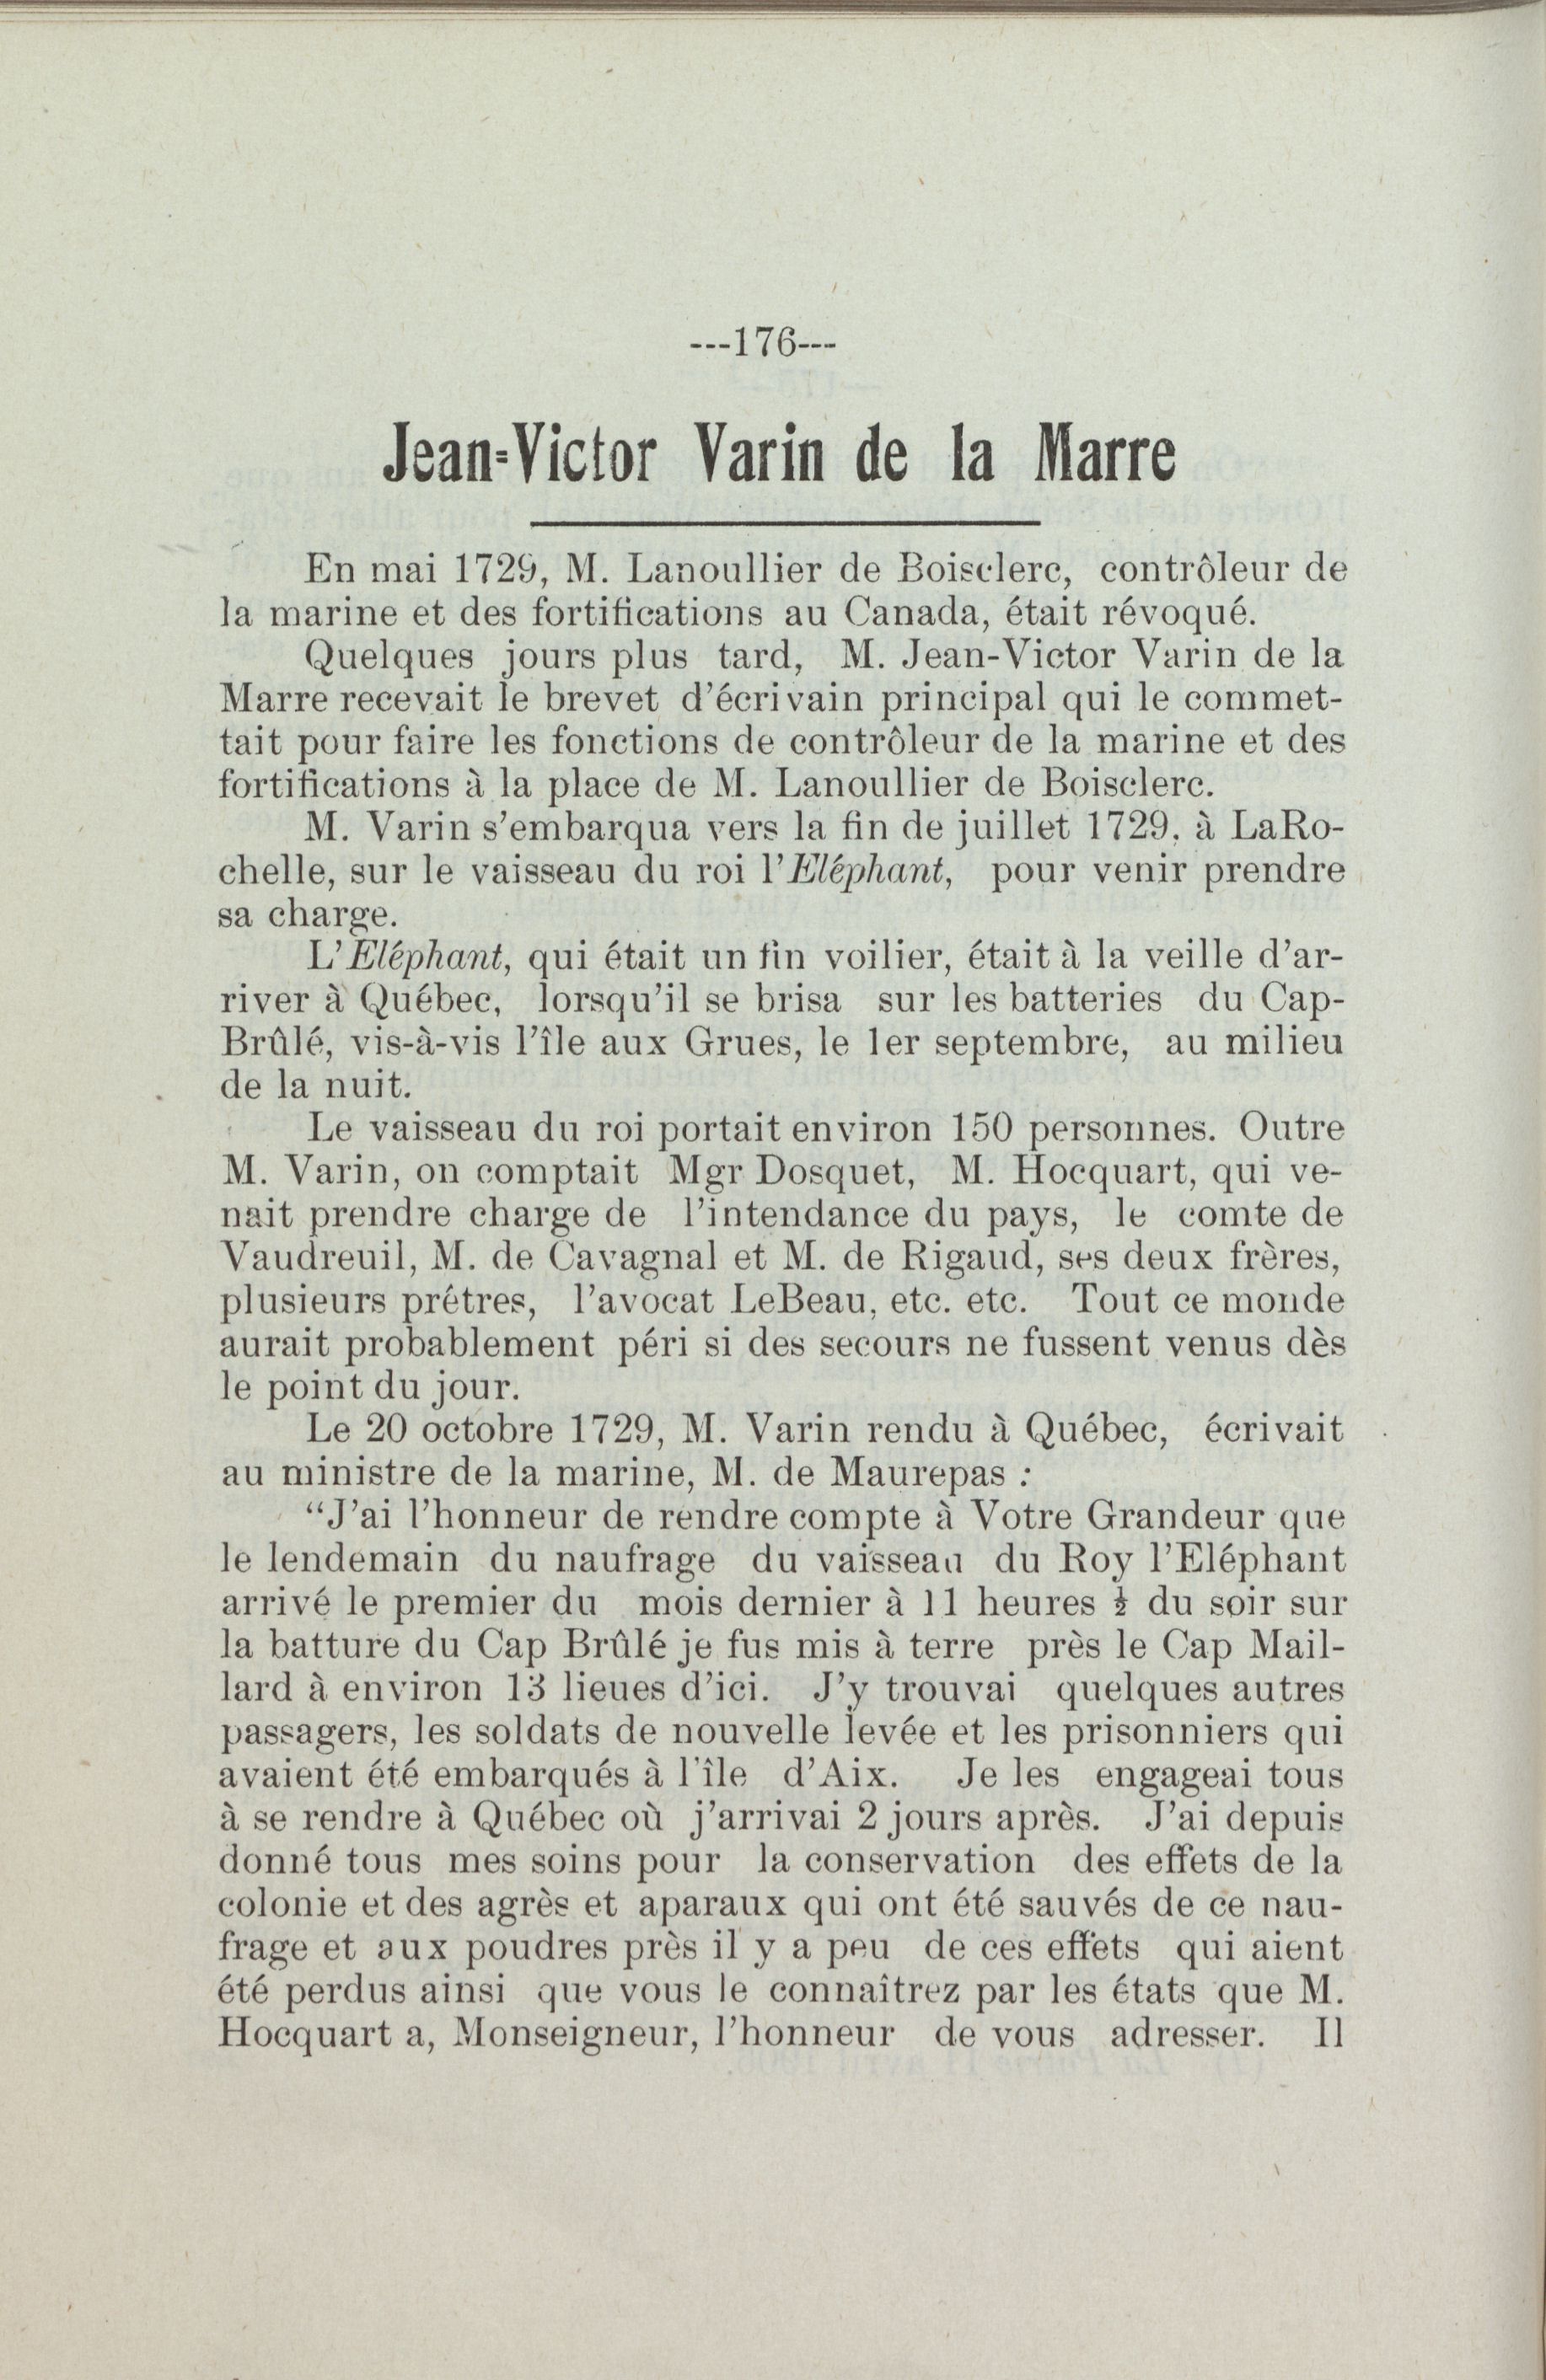 ---176---
Jean-Victor Varin de la Marre
En mai 1729, M. Lanoullier de Boisclerc, contrôleur de
la marine et des fortifications au Canada, était révoqué.
Quelques jours plus tard, M. Jean-Victor Varin de la
Marre recevait le brevet d'écrivain principal qui le commet-
tait pour faire les fonctions de contrôleur de la marine et des
fortifications à la place de M. Lanoullier de Boisclerc.
M. Varin s'embarqua vers la fin de juillet 1729, à LaRo-
chelle, sur le vaisseau du roi l'Eléphant, pour venir prendre
sa charge.
L'Eléphant, qui était un fin voilier, était à la veille d'ar-
river à Québec, lorsqu'il se brisa sur les batteries du Cap-
Brûlé, vis-à-vis l'île aux Grues, le 1er septembre, au milieu
de la nuit.
Le vaisseau du roi portait environ 150 personnes. Outre
M. Varin, on comptait Mgr Dosquet, M. Hocquart, qui ve-
nait prendre charge de l'intendance du pays, le comte de
Vaudreuil, M. de Cavagnal et M. de Rigaud, ses deux frères,
plusieurs prétres, l'avocat LeBeau, etc. etc. Tout ce monde
aurait probablement péri si des secours ne fussent venus dès
le point du jour.
Le 20 octobre 1729, M. Varin rendu à Québec, écrivait
au ministre de la marine, M. de Maurepas :
"J'ai l'honneur de rendre compte à Votre Grandeur que
le lendemain du naufrage du vaisseau du Roy l'Eléphant
arrivé le premier du mois dernier à 11 heures ½ du soir sur
la batture du Cap Brûlé je fus mis à terre près le Cap Mail-
lard à environ 13 lieues d'ici. J'y trouvai quelques autres
passagers, les soldats de nouvelle levée et les prisonniers qui
avaient été embarqués à l'île d'Aix. Je les engageai tous
à se rendre à Québec où j'arrivai 2 jours après. J'ai depuis
donné tous mes soins pour la conservation des effets de la
colonie et des agrès et aparaux qui ont été sauvés de ce nau-
frage et aux poudres près il y a peu de ces effets qui aient
été perdus ainsi que vous le connaîtrez par les états que M.
Hocquart a, Monseigneur, l'honneur de vous adresser. Il